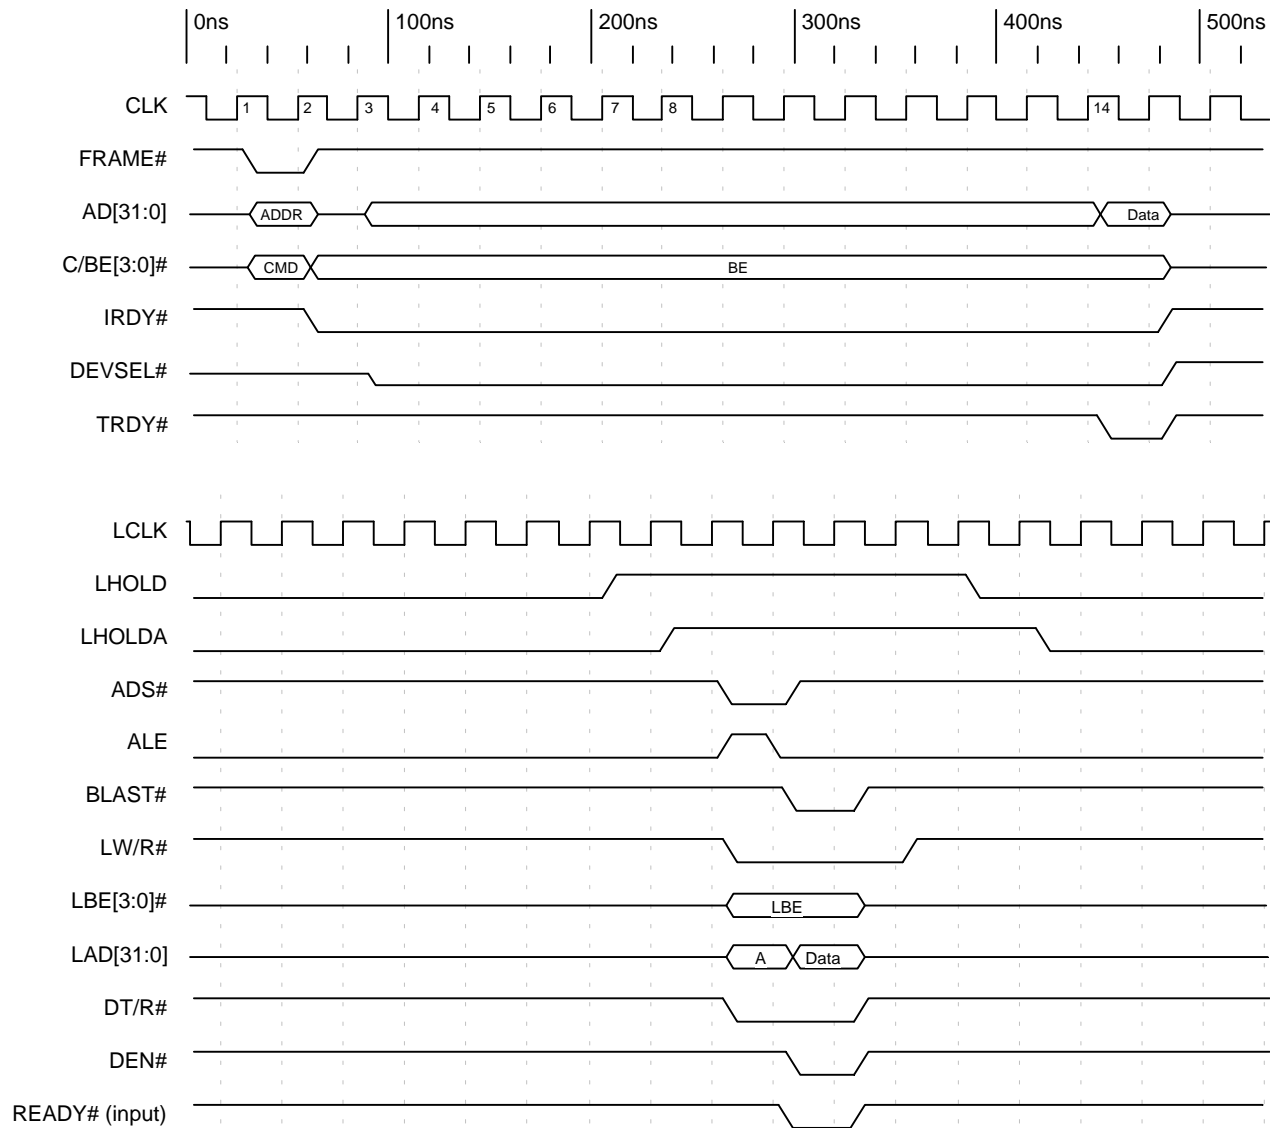 0ns 100ns 200ns 300ns 400ns 500ns
CLK 1 2 3 4 5 6 7 8 14
FRAME#
AD[31:0] ADDR Data
C/BE[3:0]# CMD BE
IRDY#
DEVSEL#
TRDY#
LCLK
LHOLD
LHOLDA
ADS#
ALE
BLAST#
LW/R#
LBE[3:0]# LBE
LAD[31:0] A Data
DT/R#
DEN#
READY# (input)